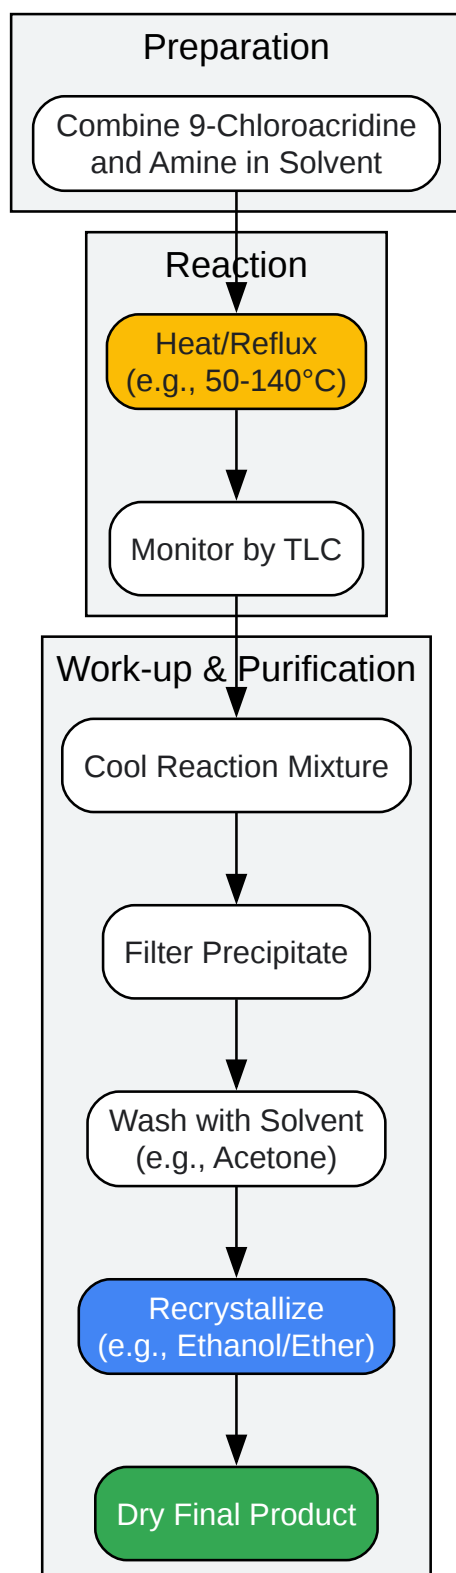 Preparation
Combine 9-Chloroacridine
and Amine in Solvent
Reaction
Heat/Reflux
(e.g., 50-140°C)
Monitor by TLC
Work-up & Purification
Cool Reaction Mixture
Filter Precipitate
Wash with Solvent
(e.g., Acetone)
Recrystallize
(e.g., Ethanol/Ether)
Dry Final Product